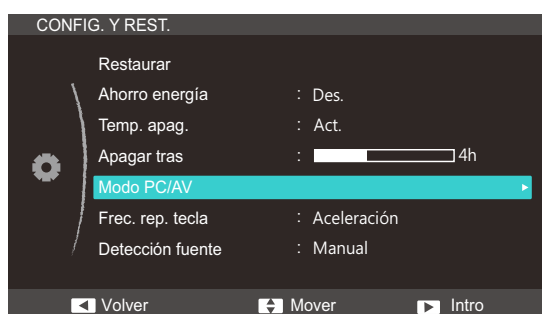 CONFIG. Y REST.
Restaurar
Ahorro energía : Des.
Temp. apag. : Act.
Apagar tras : 4h
Modo PC/AV
Frec. rep. tecla : Aceleración
Detección fuente : Manual
Volver Mover Intro